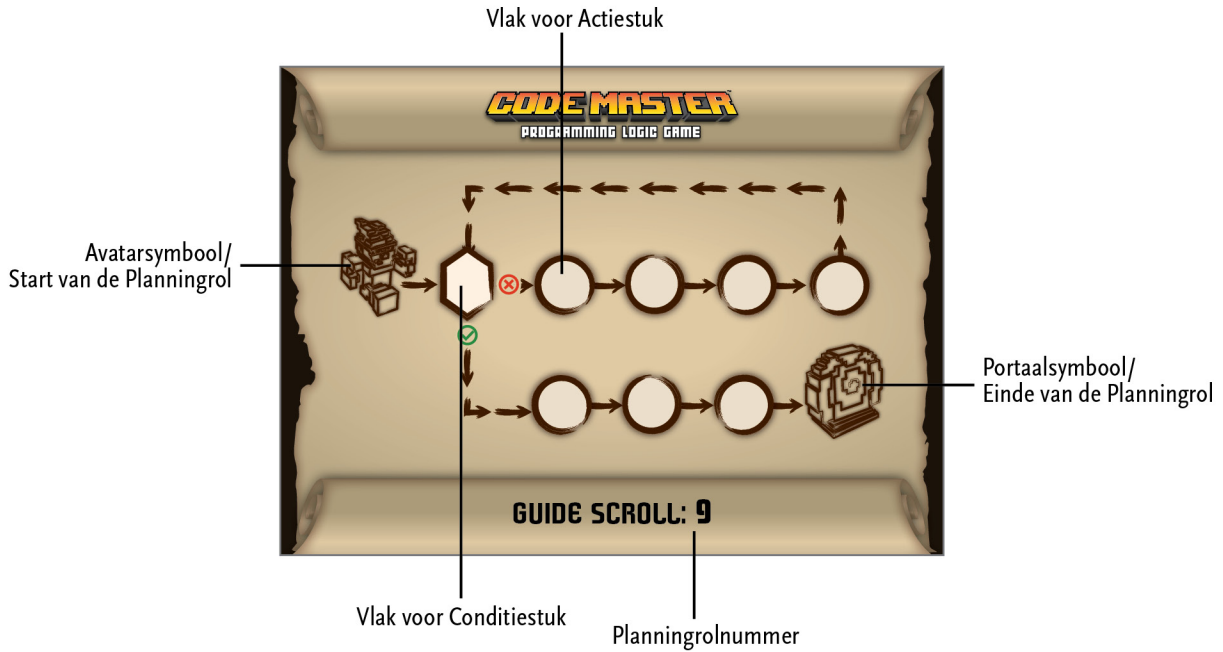 Vlak voor Actiestuk
CODE MASTER
PROGRAMMING LOGIC GAME
Avatarsymbool/
Start van de Planningrol
Portaalsymbool/
Einde van de Planningrol
GUIDE SCROLL: 9
Vlak voor Conditiestuk
Planningrolnummer